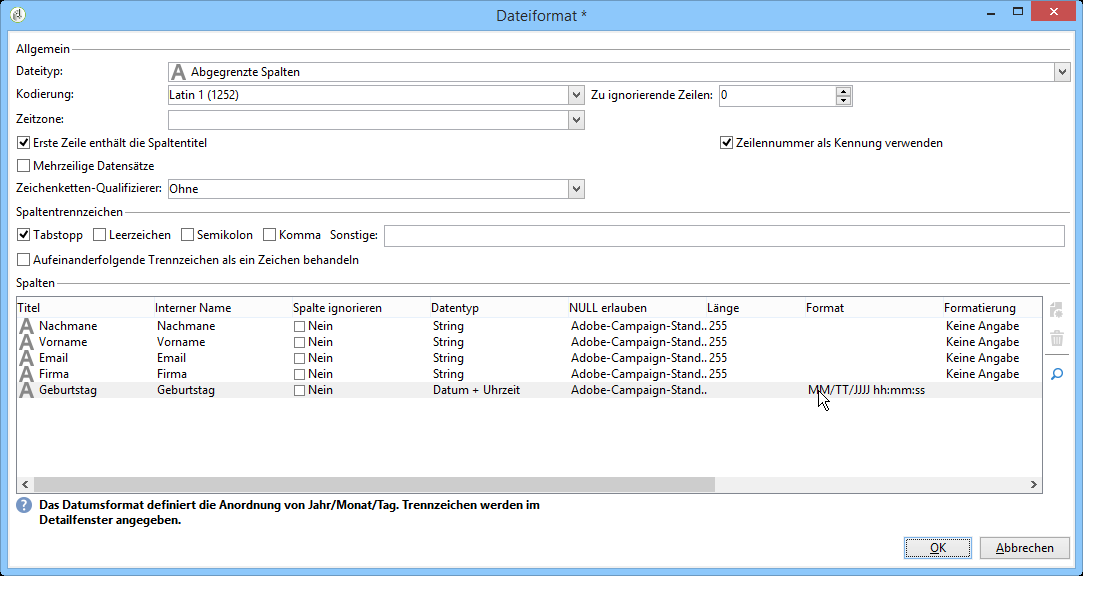 Dateiformat *
Allgemein
Dateityp: Abgegrenzte Spalten
Kodierung: Latin 1 (1252) Zu ignorierende Zeilen: 0
Zeitzone:
Erste Zeile enthält die Spaltentitel Zeilennummer als Kennung verwenden
Mehrzeilige Datensätze
Zeichenketten-Qualifizierer: Ohne
Spaltentrennzeichen
Tabstopp Leerzeichen Semikolon Komma Sonstige:
Aufeinanderfolgende Trennzeichen als ein Zeichen behandeln
Spalten
Titel Interner Name Spalte ignorieren Datentyp NULL erlauben Länge Format Formatierung
Nachmane Nachmane Nein String Adobe-Campaign-Stand.. 255 Keine Angabe
Vorname Vorname Nein String Adobe-Campaign-Stand.. 255 Keine Angabe
Email Email Nein String Adobe-Campaign-Stand.. 255 Keine Angabe
Firma Firma Nein String Adobe-Campaign-Stand.. 255 Keine Angabe
Geburtstag Geburtstag Nein Datum + Uhrzeit Adobe-Campaign-Stand.. MM/TT/JJJJ hh:mm:ss
Das Datumsformat definiert die Anordnung von Jahr/Monat/Tag. Trennzeichen werden im
Detailfenster angegeben.
OK Abbrechen